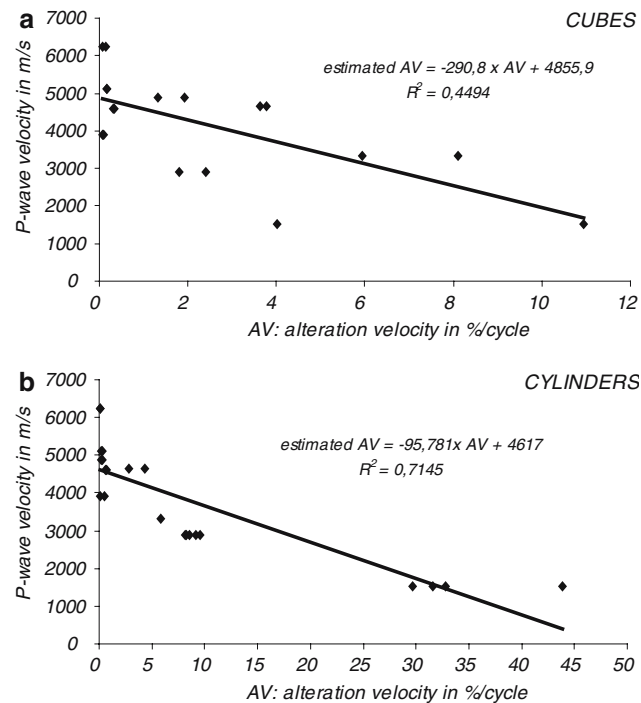 a
CUBES
7000
6000
5000
4000
3000
2000
1000
0
P-wave velocity in m/s
estimated AV = -290,8 x AV + 4855,9
R² = 0,4494
0 2 4 6 8 10 12
AV: alteration velocity in %/cycle
b
CYLINDERS
7000
6000
5000
4000
3000
2000
1000
0
P-wave velocity in m/s
estimated AV = -95,781x AV + 4617
R² = 0,7145
0 5 10 15 20 25 30 35 40 45 50
AV: alteration velocity in %/cycle